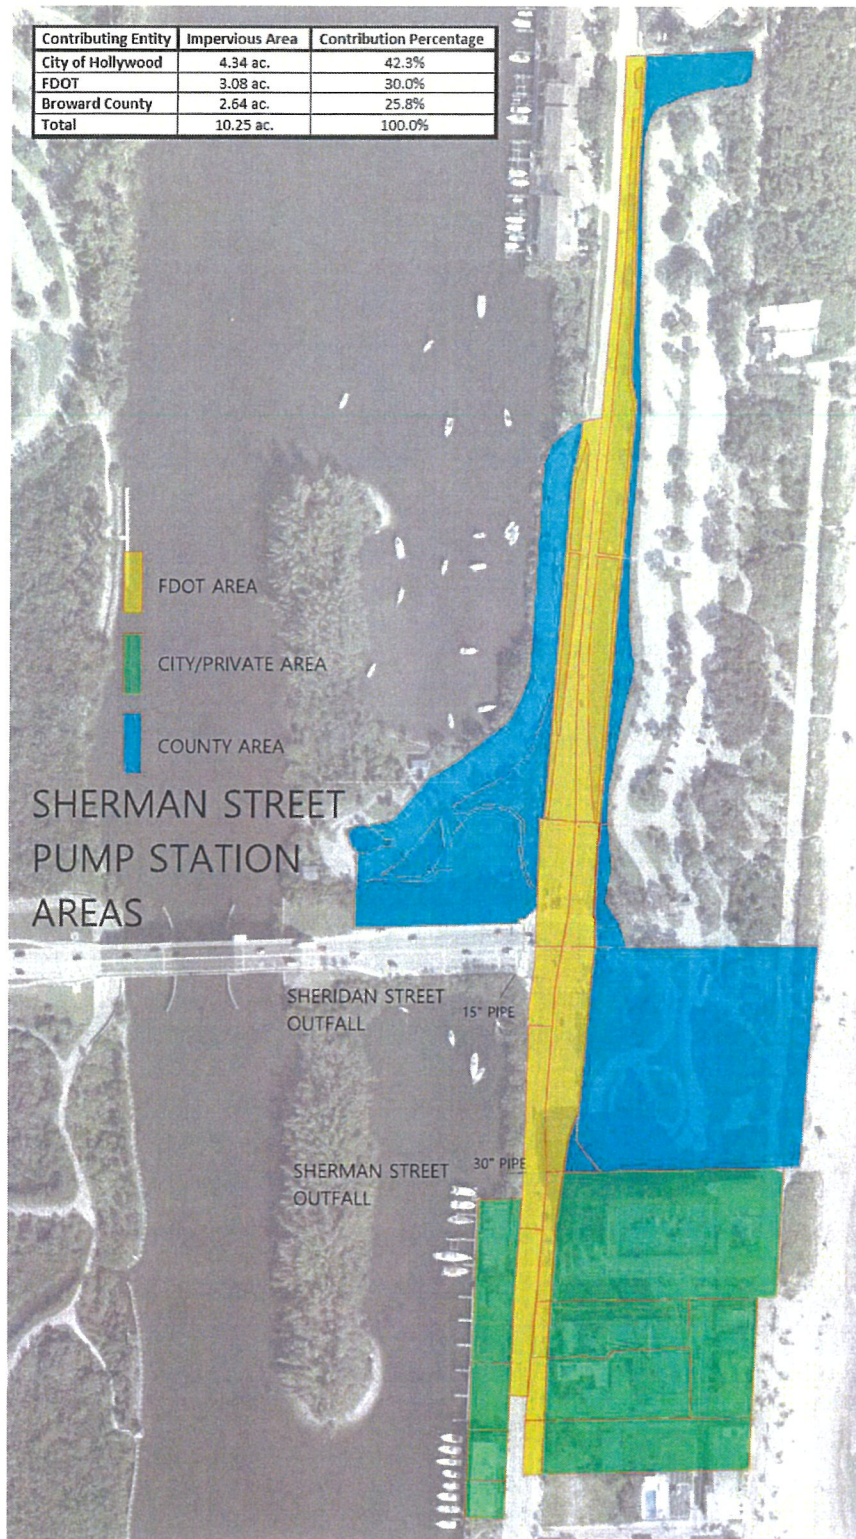 Contributing Entity Impervious Area Contribution Percentage
City of Hollywood 4.34 ac. 42.3%
FDOT 3.08 ac. 30.0%
Broward County 2.64 ac. 25.8%
Total 10.25 ac. 100.0%
FDOT AREA
CITY/PRIVATE AREA
COUNTY AREA
SHERMAN STREET
PUMP STATION
AREAS
SHERIDAN STREET
OUTFALL
15" PIPE
30" PIPE
SHERMAN STREET
OUTFALL